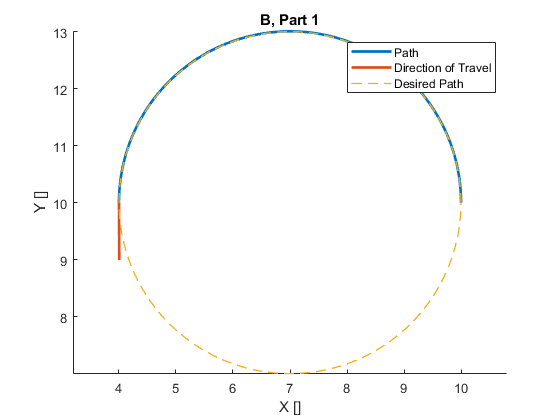 B, Part 1
Path
Direction of Travel
Desired Path
13
12
11
10
9
8
Y []
4 5 6 7 8 9 10
X []